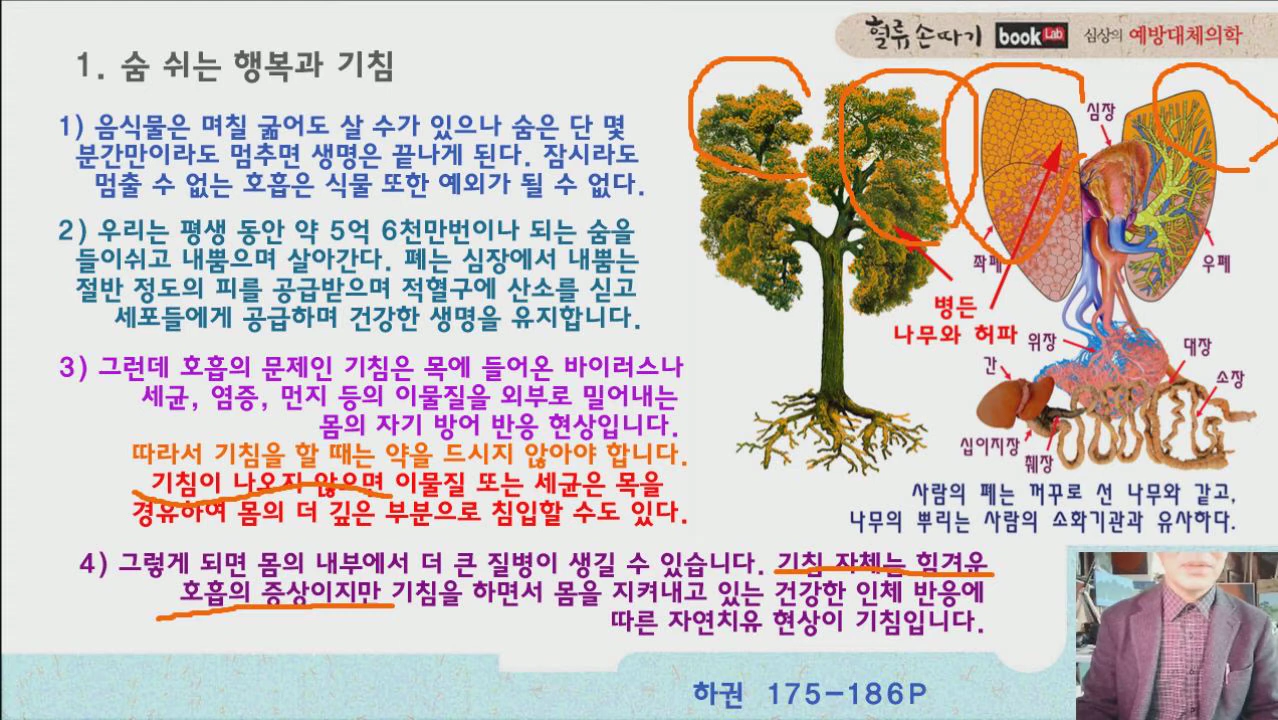 혈류 손따기 book Lab 심상의 예방대체의학
1. 숨 쉬는 행복과 기침
1) 음식물은 며칠 굶어도 살 수가 있으나 숨은 단 몇
분간만이라도 멈추면 생명은 끝나게 된다. 잠시라도
멈출 수 없는 호흡은 식물 또한 예외가 될 수 없다.
2) 우리는 평생 동안 약 5억 6천만번이나 되는 숨을
들이쉬고 내뿜으며 살아간다. 폐는 심장에서 내뿜는
절반 정도의 피를 공급받으며 적혈구에 산소를 싣고
세포들에게 공급하며 건강한 생명을 유지합니다.
3) 그런데 호흡의 문제인 기침은 목에 들어온 바이러스나
세균, 염증, 먼지 등의 이물질을 외부로 밀어내는
몸의 자기 방어 반응 현상입니다.
따라서 기침을 할 때는 약을 드시지 않아야 합니다.
기침이 나오지 않으면 이물질 또는 세균은 목을
경유하여 몸의 더 깊은 부분으로 침입할 수도 있다.
4) 그렇게 되면 몸의 내부에서 더 큰 질병이 생길 수 있습니다. 기침 자체는 힘겨운
호흡의 증상이지만 기침을 하면서 몸을 지켜내고 있는 건강한 인체 반응에
따른 자연치유 현상이 기침입니다.
심장
좌폐
우폐
병든
나무와 허파
위장
대장
간
소장
십이지장
췌장
사람의 폐는 꺼꾸로 선 나무와 같고,
나무의 뿌리는 사람의 소화기관과 유사하다.
하권 175-186P